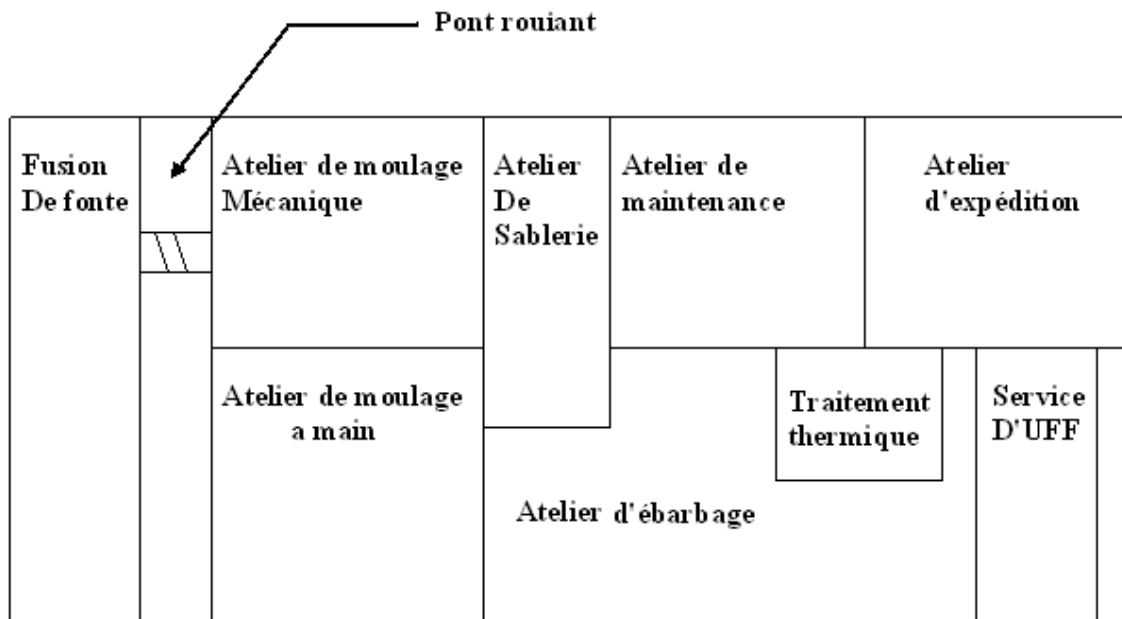 Pont rouiant
Fusion
De fonte
Atelier de moulage
Mécanique
Atelier
De
Sablerie
Atelier de
maintenance
Atelier
d'expédition
Atelier de moulage
a main
Traitement
thermique
Service
D'UFF
Atelier d'ébarbage